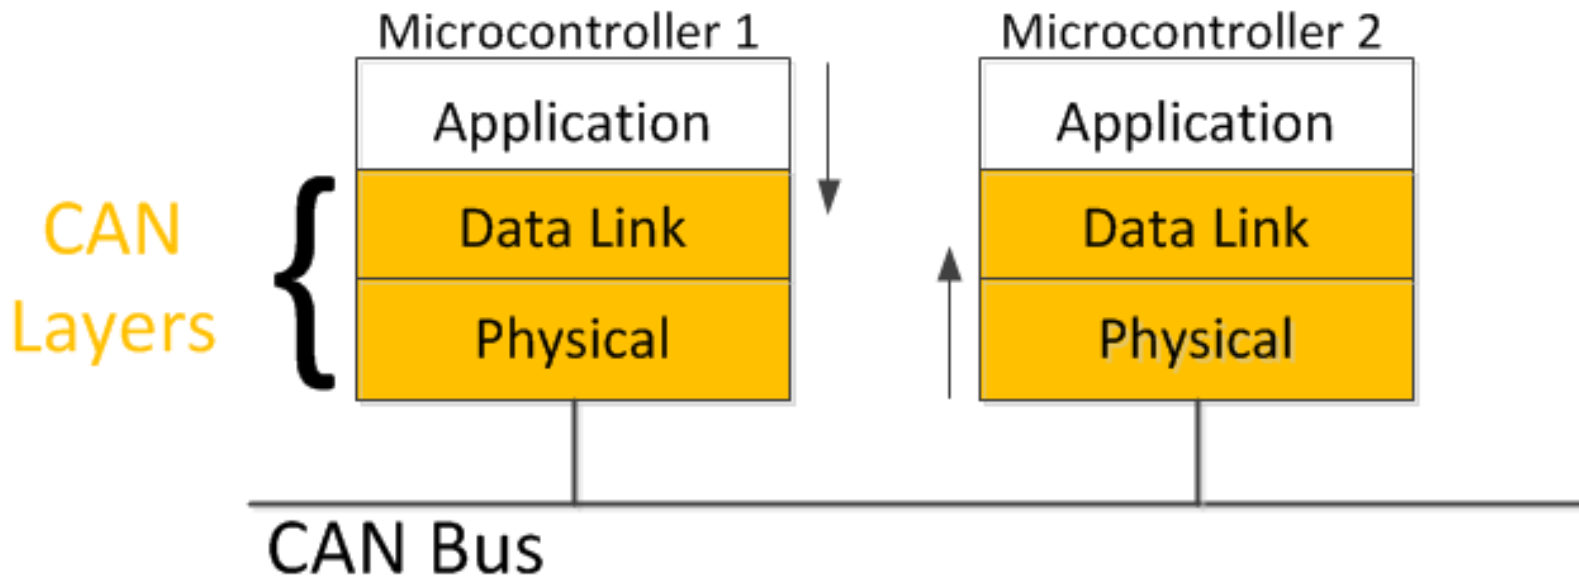 Microcontroller 1
Microcontroller 2
Application
Application
CAN
Layers
Data Link
Data Link
Physical
Physical
CAN Bus